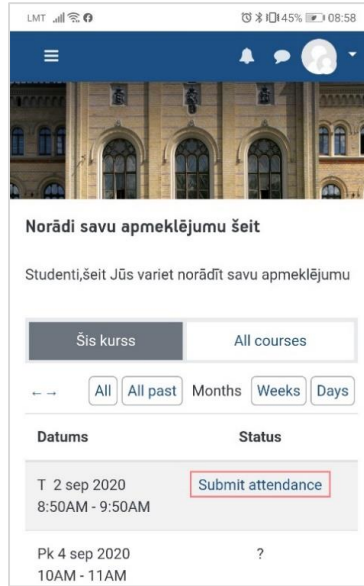 LMT 45% 08:58
Norādi savu apmeklējumu šeit
Studenti,šeit Jūs variet norādīt savu apmeklējumu
Šis kurss All courses
←→ All All past Months Weeks Days
Datums Status
T 2 sep 2020 Submit attendance
8:50AM - 9:50AM
Pk 4 sep 2020 ?
10AM - 11AM